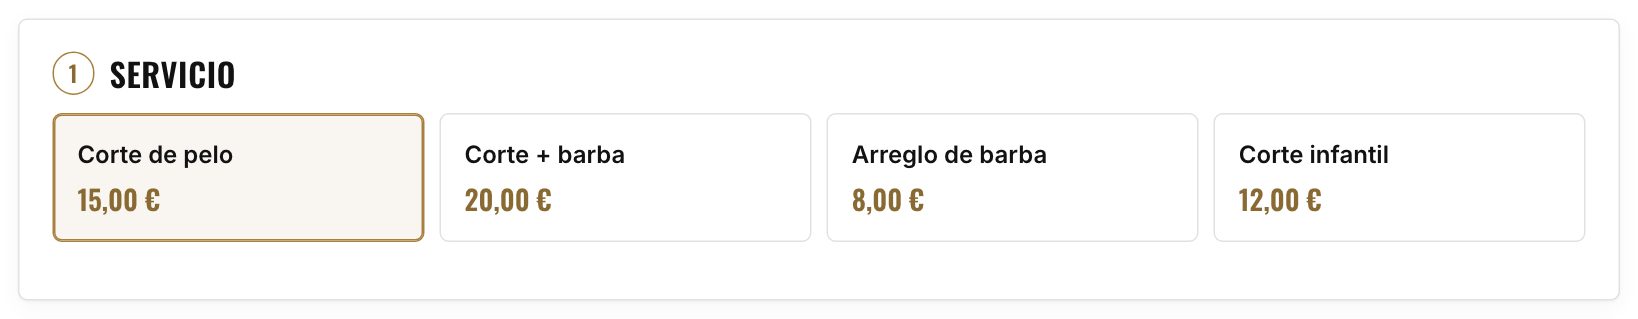 1 SERVICIO
Corte de pelo
15,00 €
Corte + barba
20,00 €
Arreglo de barba
8,00 €
Corte infantil
12,00 €